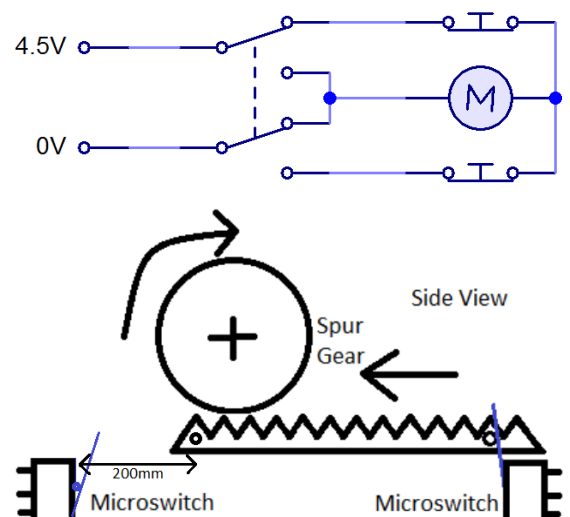 4.5V
M
0V
Side View
Spur
Gear
200mm
Microswitch
Microswitch